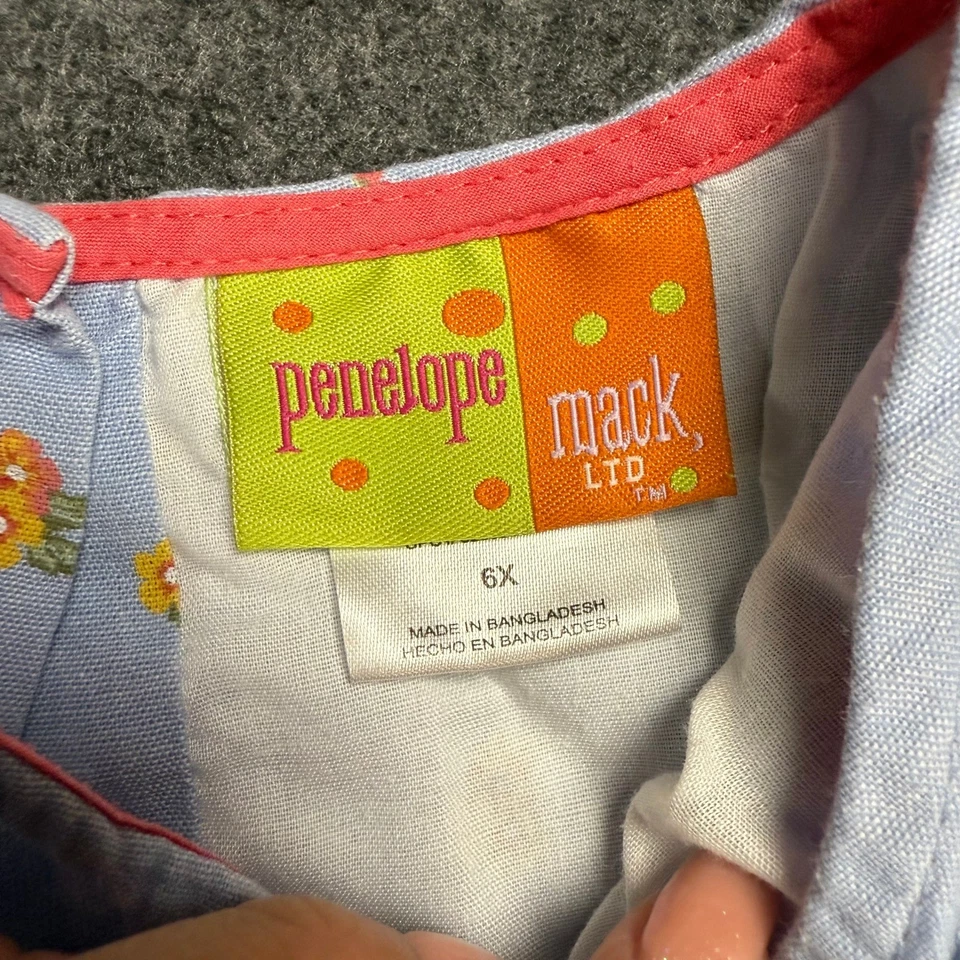 penelope
mack,
LTD
TM
6X
MADE IN BANGLADESH
HECHO EN BANGLADESH